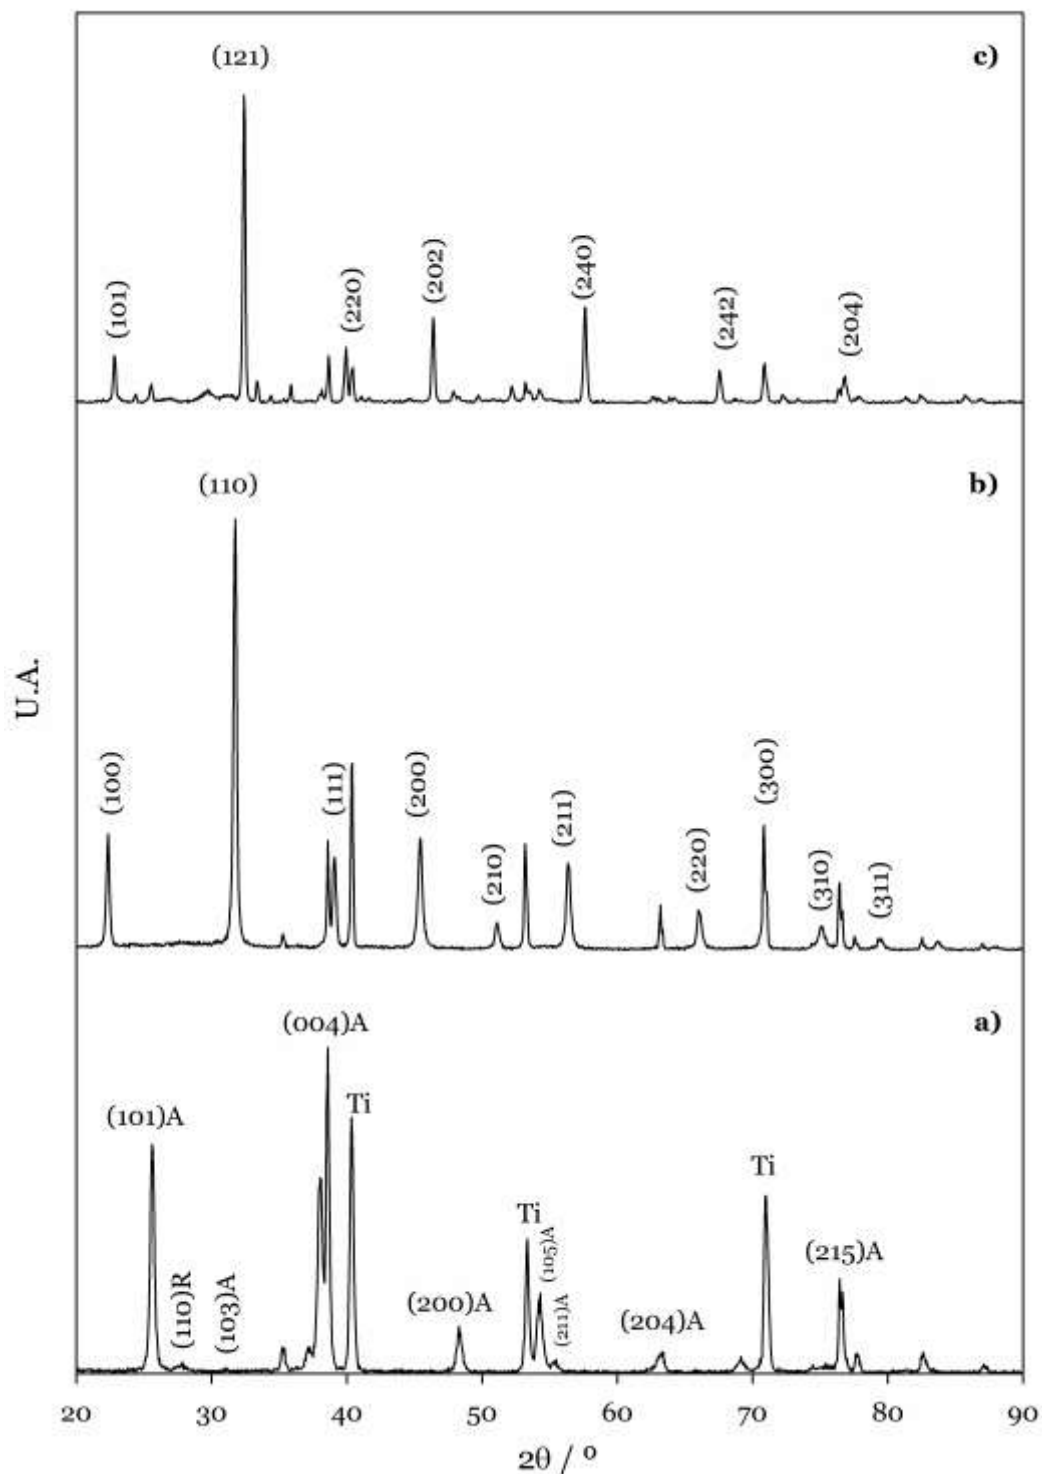 c)
(121)
(101)
(220)
(202)
(240)
(242)
(204)
b)
(110)
(100)
(111)
(200)
(210)
(211)
(220)
(300)
(310)
(311)
U.A.
a)
(004)A
(101)A
(110)R
(103)A
Ti
(200)A
Ti
(105)A
(211)A
(204)A
Ti
(215)A
20 30 40 50 60 70 80 90
2θ / º